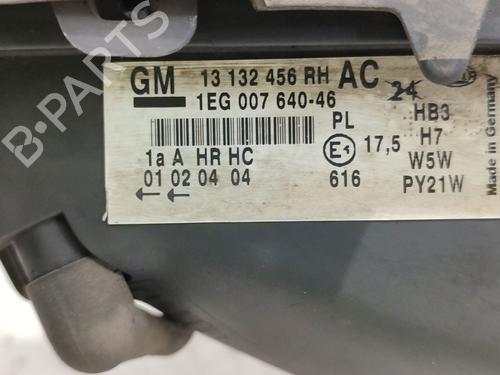 GM 13 132 456 RH AC
1EG 007 640-46
24
HB3
PL
E1 17,5 H7
1a A HR HC W5W
01 02 04 04 616 PY21W
Made in Germany
B-PARTS